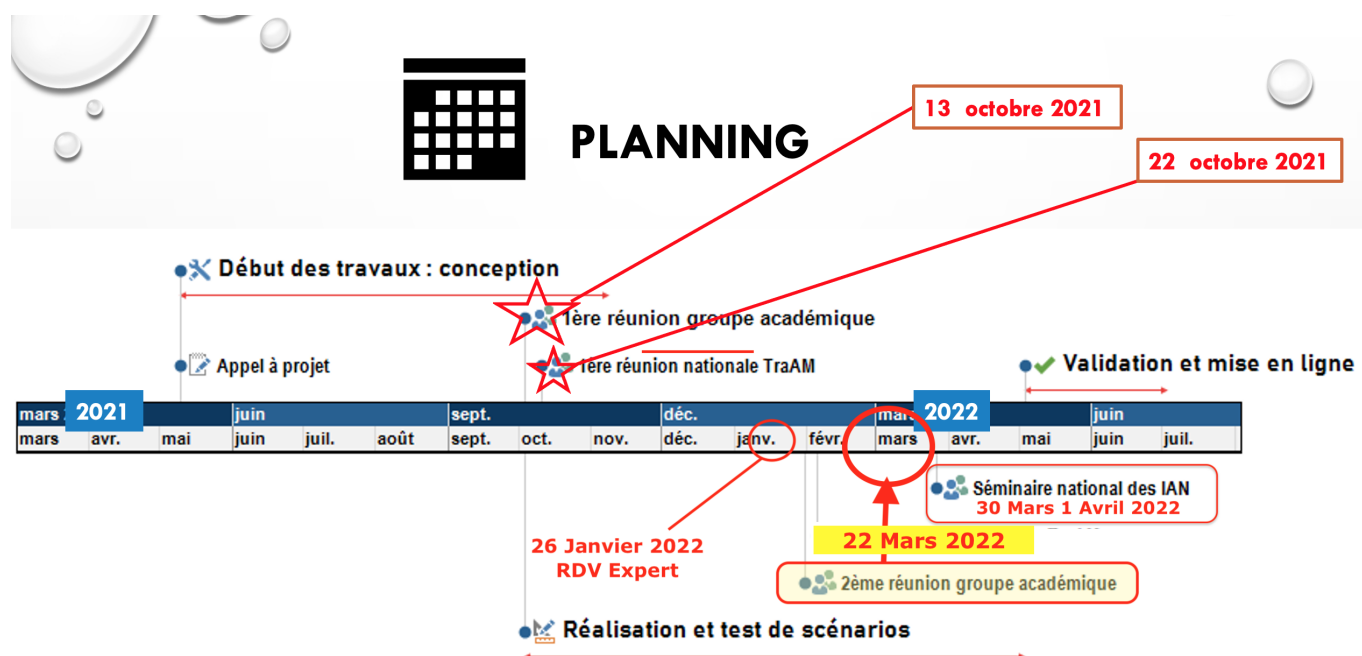 PLANNING
13 octobre 2021
22 octobre 2021
Début des travaux : conception
1ère réunion groupe académique
Appel à projet
1ère réunion nationale TraAM
Validation et mise en ligne
mars 2021 juin sept. déc. mars 2022 juin
mars avr. mai juin juil. août sept. oct. nov. déc. janv. févr. mars avr. mai juin juil.
Séminaire national des IAN
30 Mars 1 Avril 2022
26 Janvier 2022
RDV Expert
22 Mars 2022
2ème réunion groupe académique
Réalisation et test de scénarios